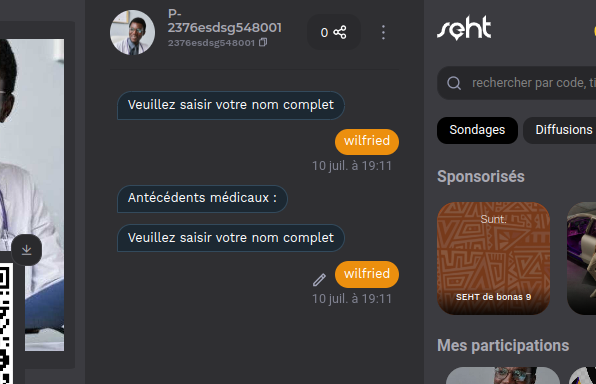 P-
2376esdsg548001
2376esdsg548001
0
Veuillez saisir votre nom complet
wilfried
10 juil. à 19:11
Antécédents médicaux :
Veuillez saisir votre nom complet
wilfried
10 juil. à 19:11
seht
rechercher par code, ti
Sondages
Diffusions
Sponsorisés
Sunt.
SEHT de bonas 9
Mes participations